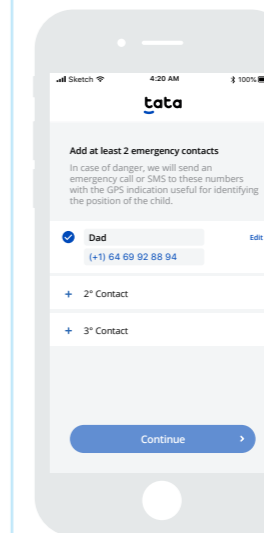 Sketch 4:20 AM 100%
tata
Add at least 2 emergency contacts
In case of danger, we will send an
emergency call or SMS to these numbers
with the GPS indication useful for identifying
the position of the child.
Dad Edit
(+1) 64 69 92 88 94
+ 2° Contact
+ 3° Contact
Continue